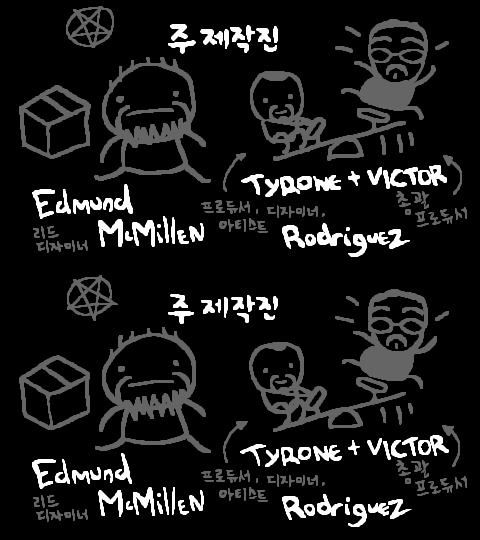 주 제작진
Edmund
McMillen
리드
디자이너
TYRONE + VICTOR
Rodriguez
프로듀서, 디자이너,
아티스트
총괄
프로듀서
주 제작진
Edmund
McMillen
리드
디자이너
TYRONE + VICTOR
Rodriguez
프로듀서, 디자이너,
아티스트
총괄
프로듀서